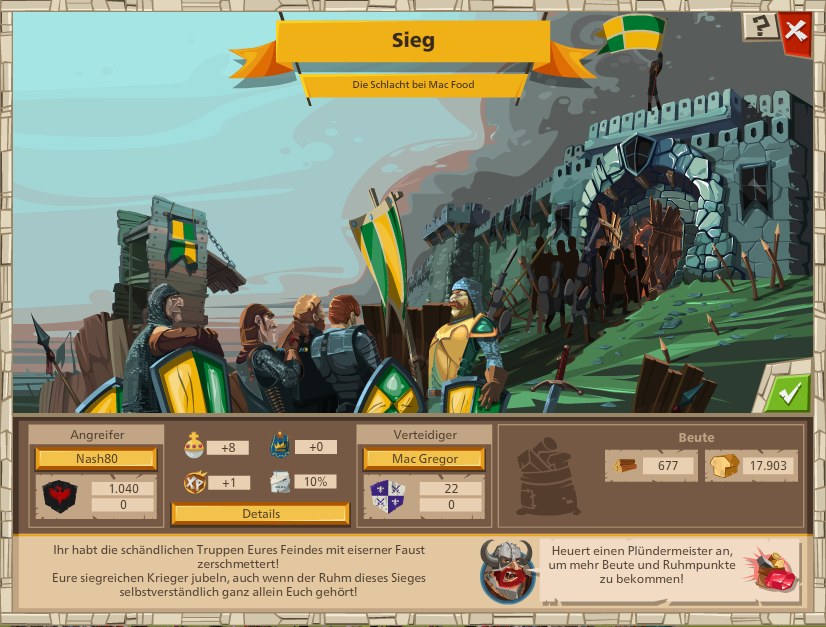 Sieg
Die Schlacht bei Mac Food
?
Angreifer
Nash80
1.040
0
+8
+0
XP
+1
10%
Details
Verteidiger
Mac Gregor
22
0
Beute
677
17.903
Ihr habt die schändlichen Truppen Eures Feindes mit eiserner Faust
zerschmettert!
Eure siegreichen Krieger jubeln, auch wenn der Ruhm dieses Sieges
selbstverständlich ganz allein Euch gehört!
Heuert einen Plündermeister an,
um mehr Beute und Ruhmpunkte
zu bekommen!